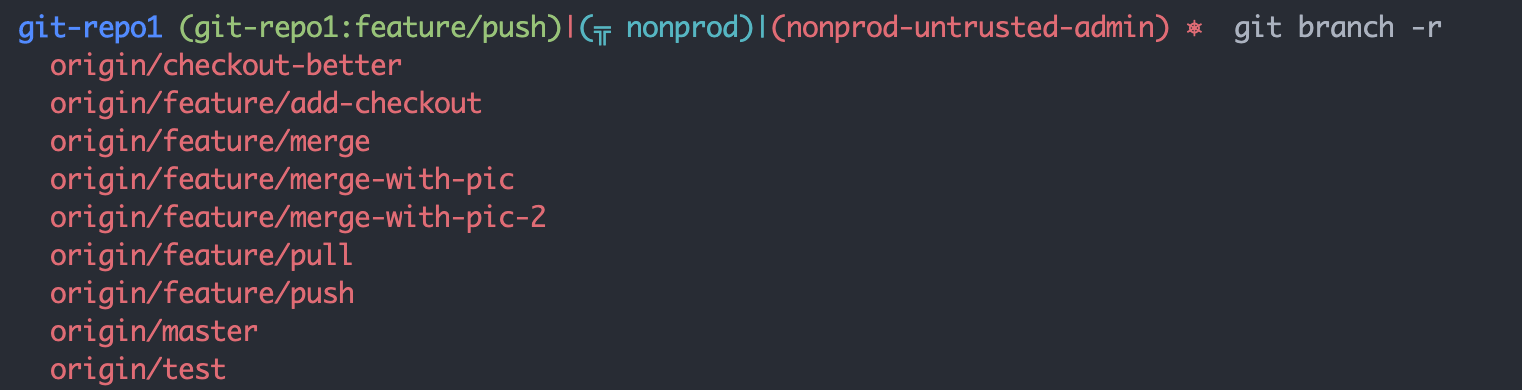 git-repo1 (git-repo1:feature/push)|(╦ nonprod)|(nonprod-untrusted-admin) ⎈ git branch -r
origin/checkout-better
origin/feature/add-checkout
origin/feature/merge
origin/feature/merge-with-pic
origin/feature/merge-with-pic-2
origin/feature/pull
origin/feature/push
origin/master
origin/test